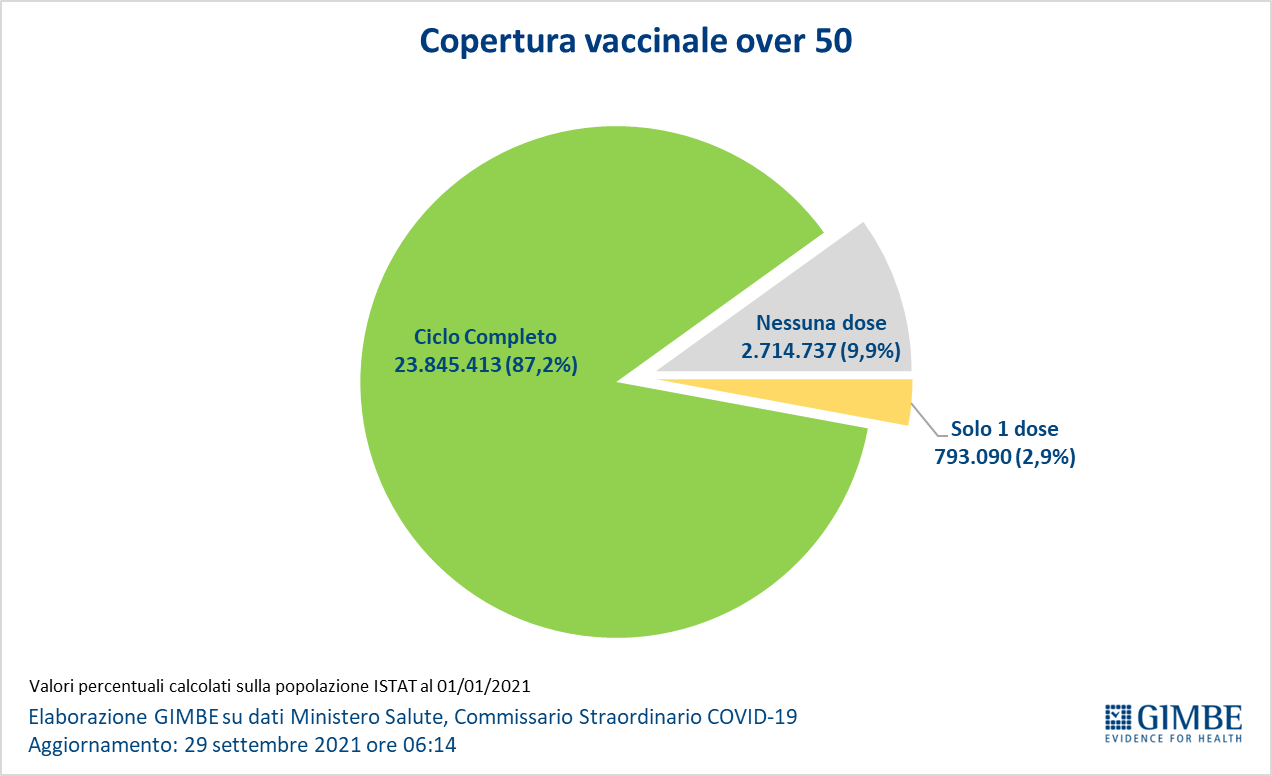 Copertura vaccinale over 50
Ciclo Completo
23.845.413 (87,2%)
Nessuna dose
2.714.737 (9,9%)
Solo 1 dose
793.090 (2,9%)
Valori percentuali calcolati sulla popolazione ISTAT al 01/01/2021
Elaborazione GIMBE su dati Ministero Salute, Commissario Straordinario COVID-19
Aggiornamento: 29 settembre 2021 ore 06:14
GIMBE
EVIDENCE FOR HEALTH